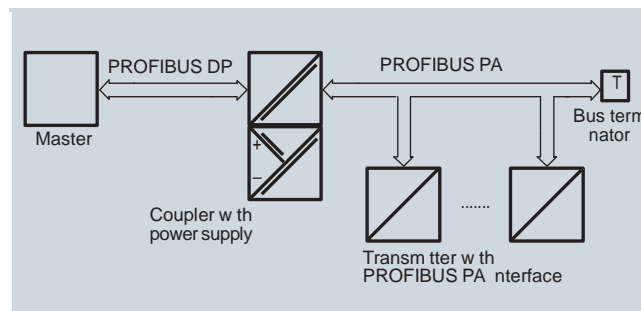 PROFIBUS DP
PROFIBUS PA
T
Master
Bus term
nator
+
–
Coupler w th
power supply
.......
Transm tter w th
PROFIBUS PA nterface